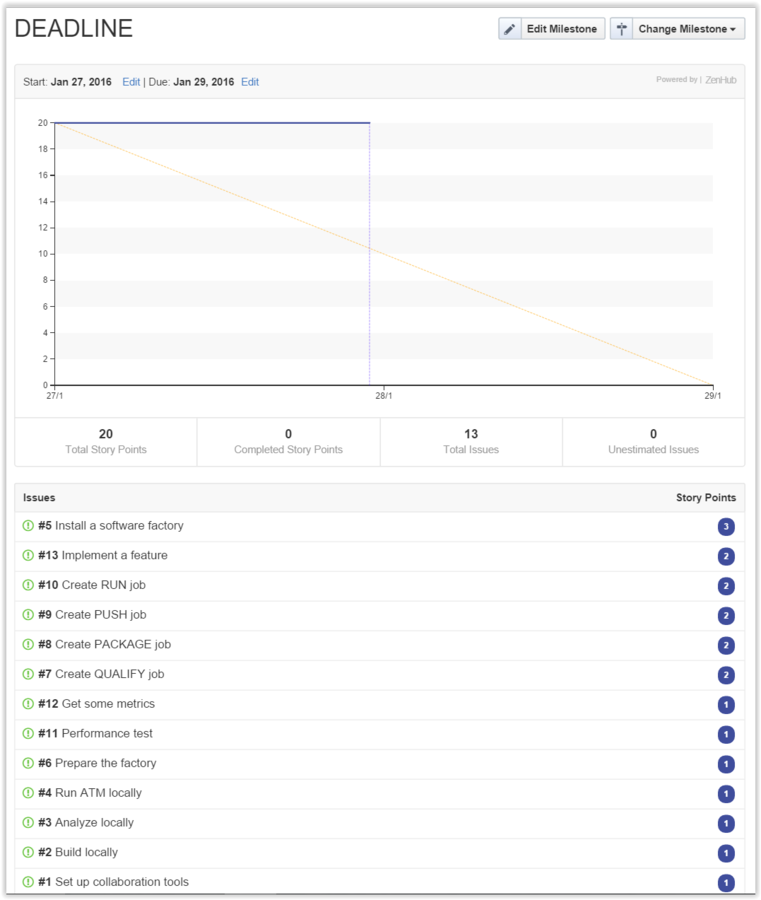 DEADLINE
Edit Milestone
Change Milestone
Start: Jan 27, 2016 Edit | Due: Jan 29, 2016 Edit
Powered by | ZenHub
20
18
16
14
12
10
8
6
4
2
0
27/1 28/1 29/1
20 0 13 0
Total Story Points Completed Story Points Total Issues Unestimated Issues
Issues Story Points
#5 Install a software factory 3
#13 Implement a feature 2
#10 Create RUN job 2
#9 Create PUSH job 2
#8 Create PACKAGE job 2
#7 Create QUALIFY job 2
#12 Get some metrics 1
#11 Performance test 1
#6 Prepare the factory 1
#4 Run ATM locally 1
#3 Analyze locally 1
#2 Build locally 1
#1 Set up collaboration tools 1